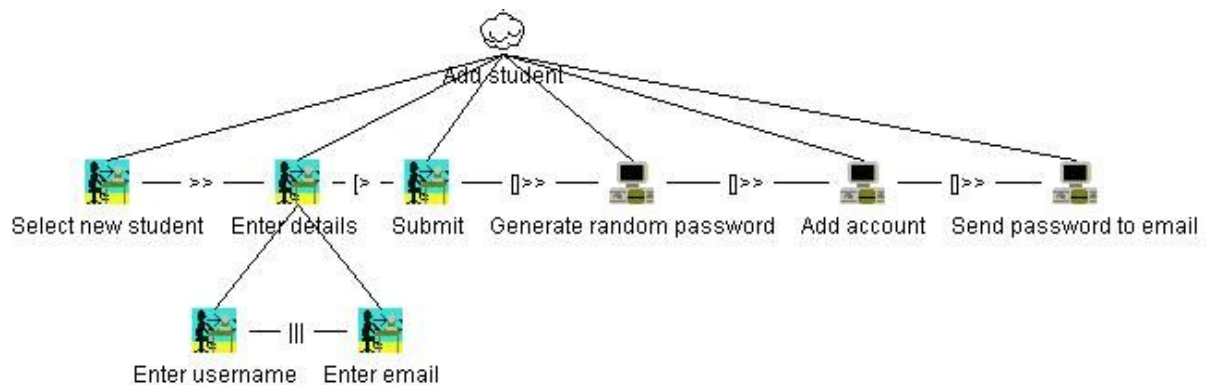 Add student
>> [> []>> []>> []>>
Select new student Enter details Submit Generate random password Add account Send password to email
|||
Enter username Enter email